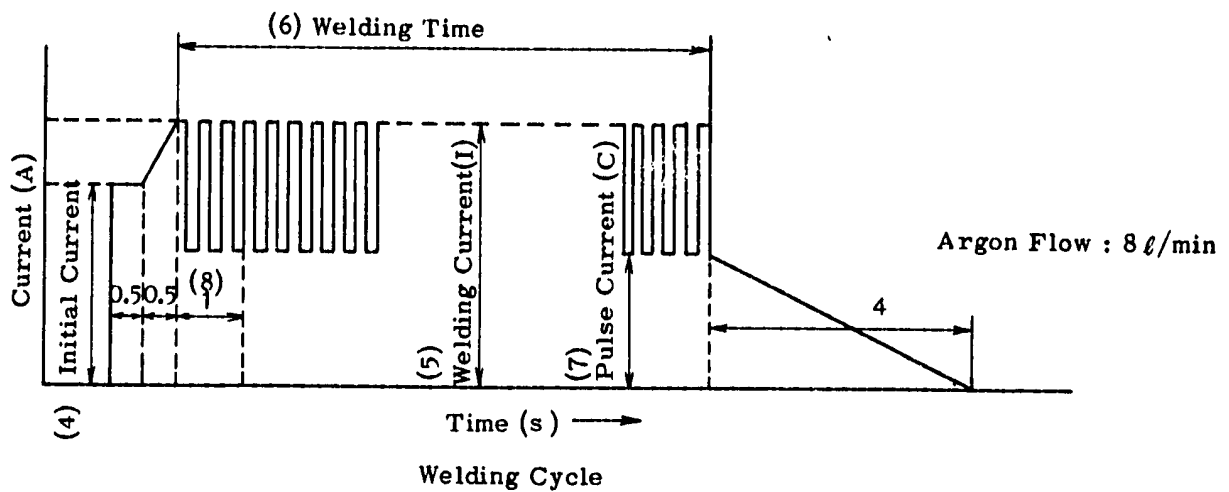 (6) Welding Time
Current (A)
Initial Current
(4)
0.5
0.5
(8)
1
(5)
Welding Current(I)
(7)
Pulse Current (C)
4
Argon Flow : 8 ℓ/min
Time (s)
Welding Cycle